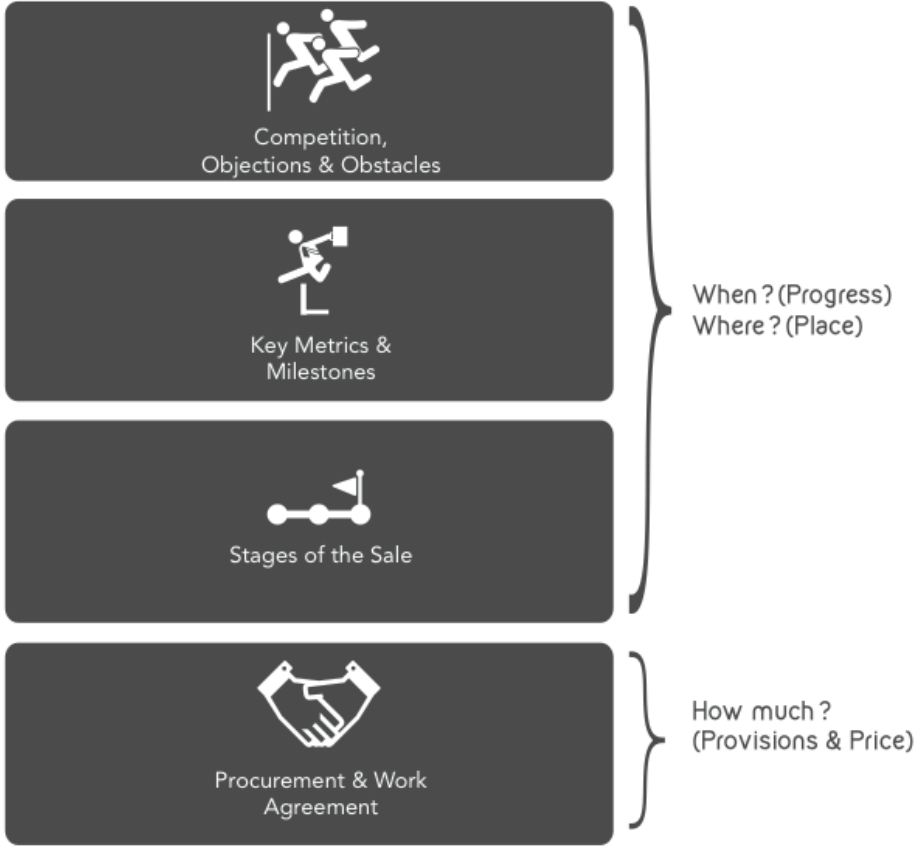 Competition,
Objections & Obstacles
Key Metrics &
Milestones
When? (Progress)
Where? (Place)
Stages of the Sale
Procurement & Work
Agreement
How much?
(Provisions & Price)